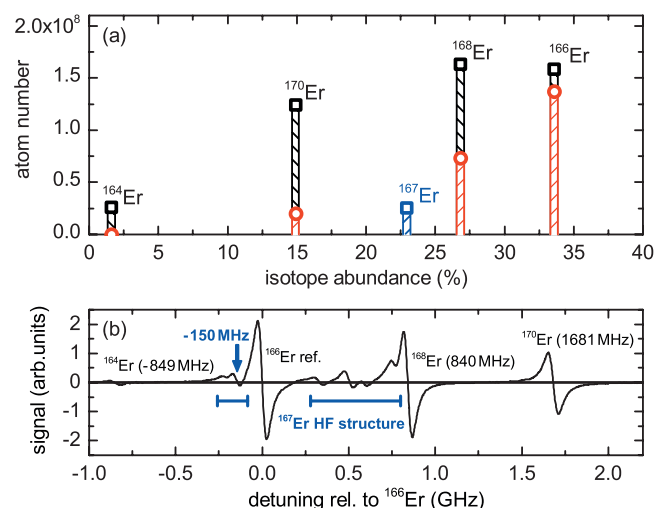 2.0x10⁸
(a)
¹⁶⁸Er
¹⁶⁶Er
1.5
¹⁷⁰Er
atom number
1.0
0.5
¹⁶⁴Er
¹⁶⁷Er
0.0
0 5 10 15 20 25 30 35 40
isotope abundance (%)
(b)
2
-150 MHz
¹⁷⁰Er (1681 MHz)
¹⁶⁴Er (-849 MHz)
¹⁶⁶Er ref.
¹⁶⁸Er (840 MHz)
1
signal (arb.units)
0
-1
¹⁶⁷Er HF structure
-2
-1.0 -0.5 0.0 0.5 1.0 1.5 2.0
detuning rel. to ¹⁶⁶Er (GHz)